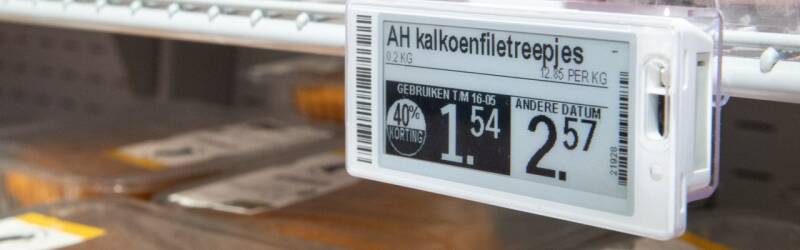 AH kalkoenfiletreepjes
0.2 KG
12.85 PER KG
GEBRUIKEN T/M 16-05
40% KORTING
1.54
ANDERE DATUM
2.57
21928